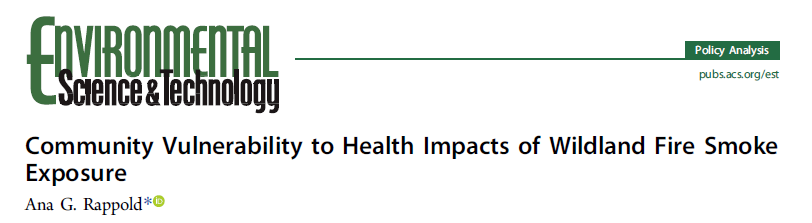 ENVIRONMENTAL
Science & Technology
Policy Analysis
pubs.acs.org/est
Community Vulnerability to Health Impacts of Wildland Fire Smoke
Exposure
Ana G. Rappold*